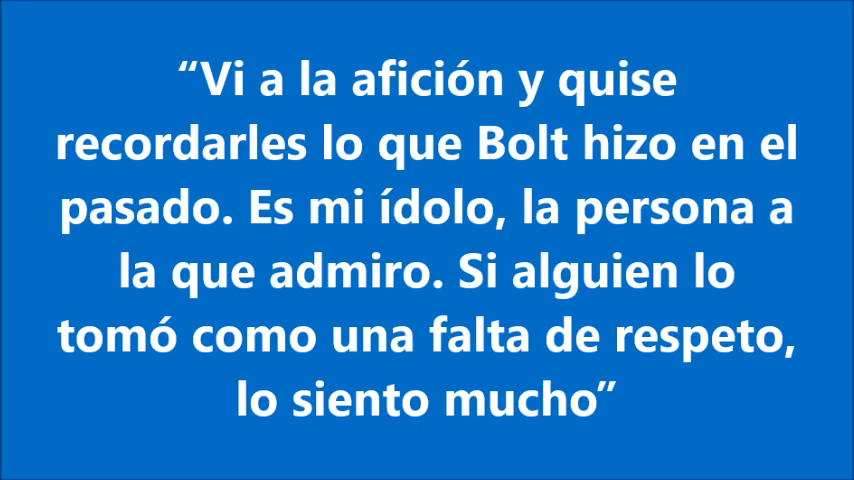 “Vi a la afición y quise
recordarles lo que Bolt hizo en el
pasado. Es mi ídolo, la persona a
la que admiro. Si alguien lo
tomó como una falta de respeto,
lo siento mucho”